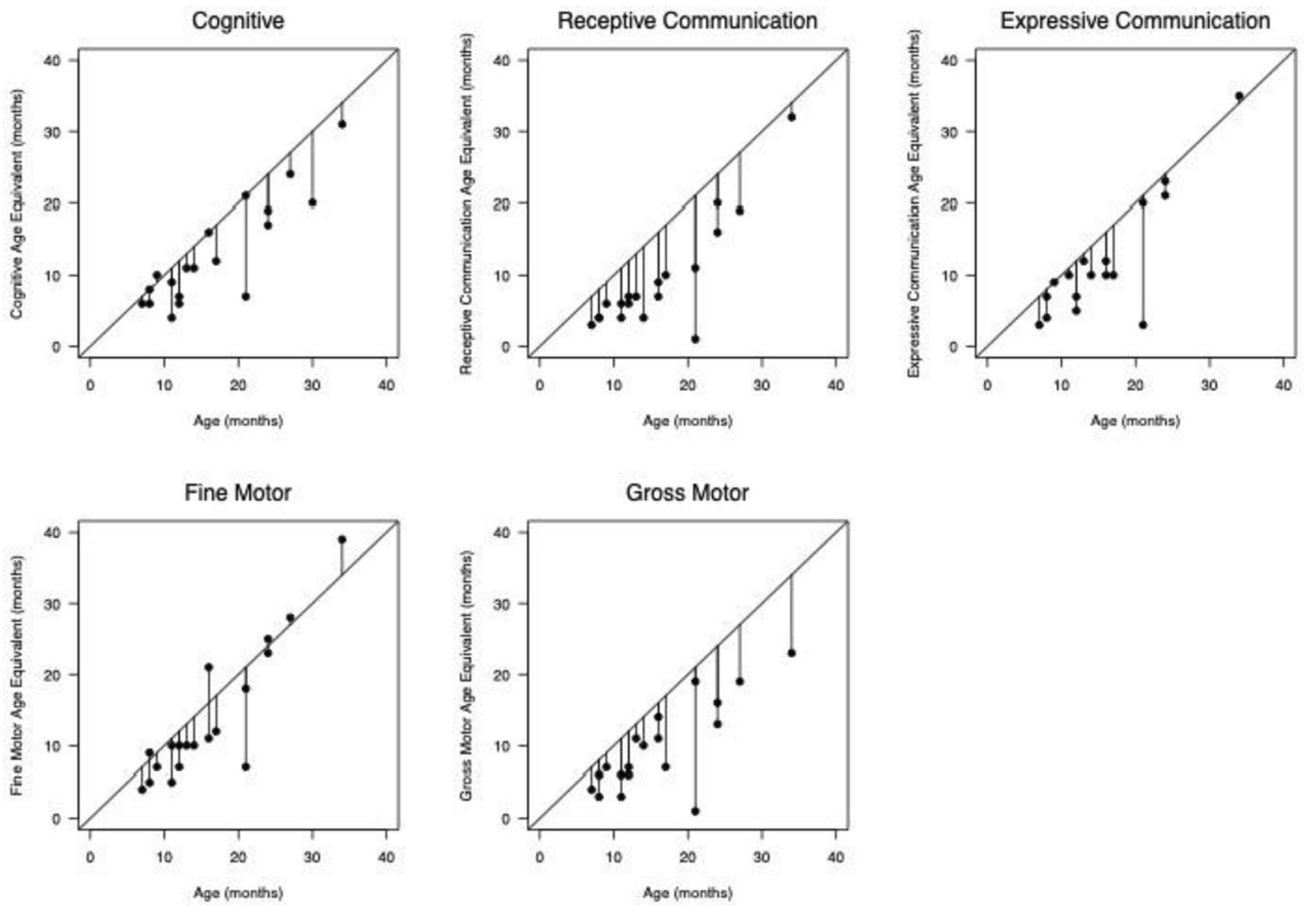 Cognitive
Cognitive Age Equivalent (months)
40
30
20
10
0
0 10 20 30 40
Age (months)
Receptive Communication
Receptive Communication Age Equivalent (months)
40
30
20
10
0
0 10 20 30 40
Age (months)
Expressive Communication
Expressive Communication Age Equivalent (months)
40
30
20
10
0
0 10 20 30 40
Age (months)
Fine Motor
Fine Motor Age Equivalent (months)
40
30
20
10
0
0 10 20 30 40
Age (months)
Gross Motor
Gross Motor Age Equivalent (months)
40
30
20
10
0
0 10 20 30 40
Age (months)